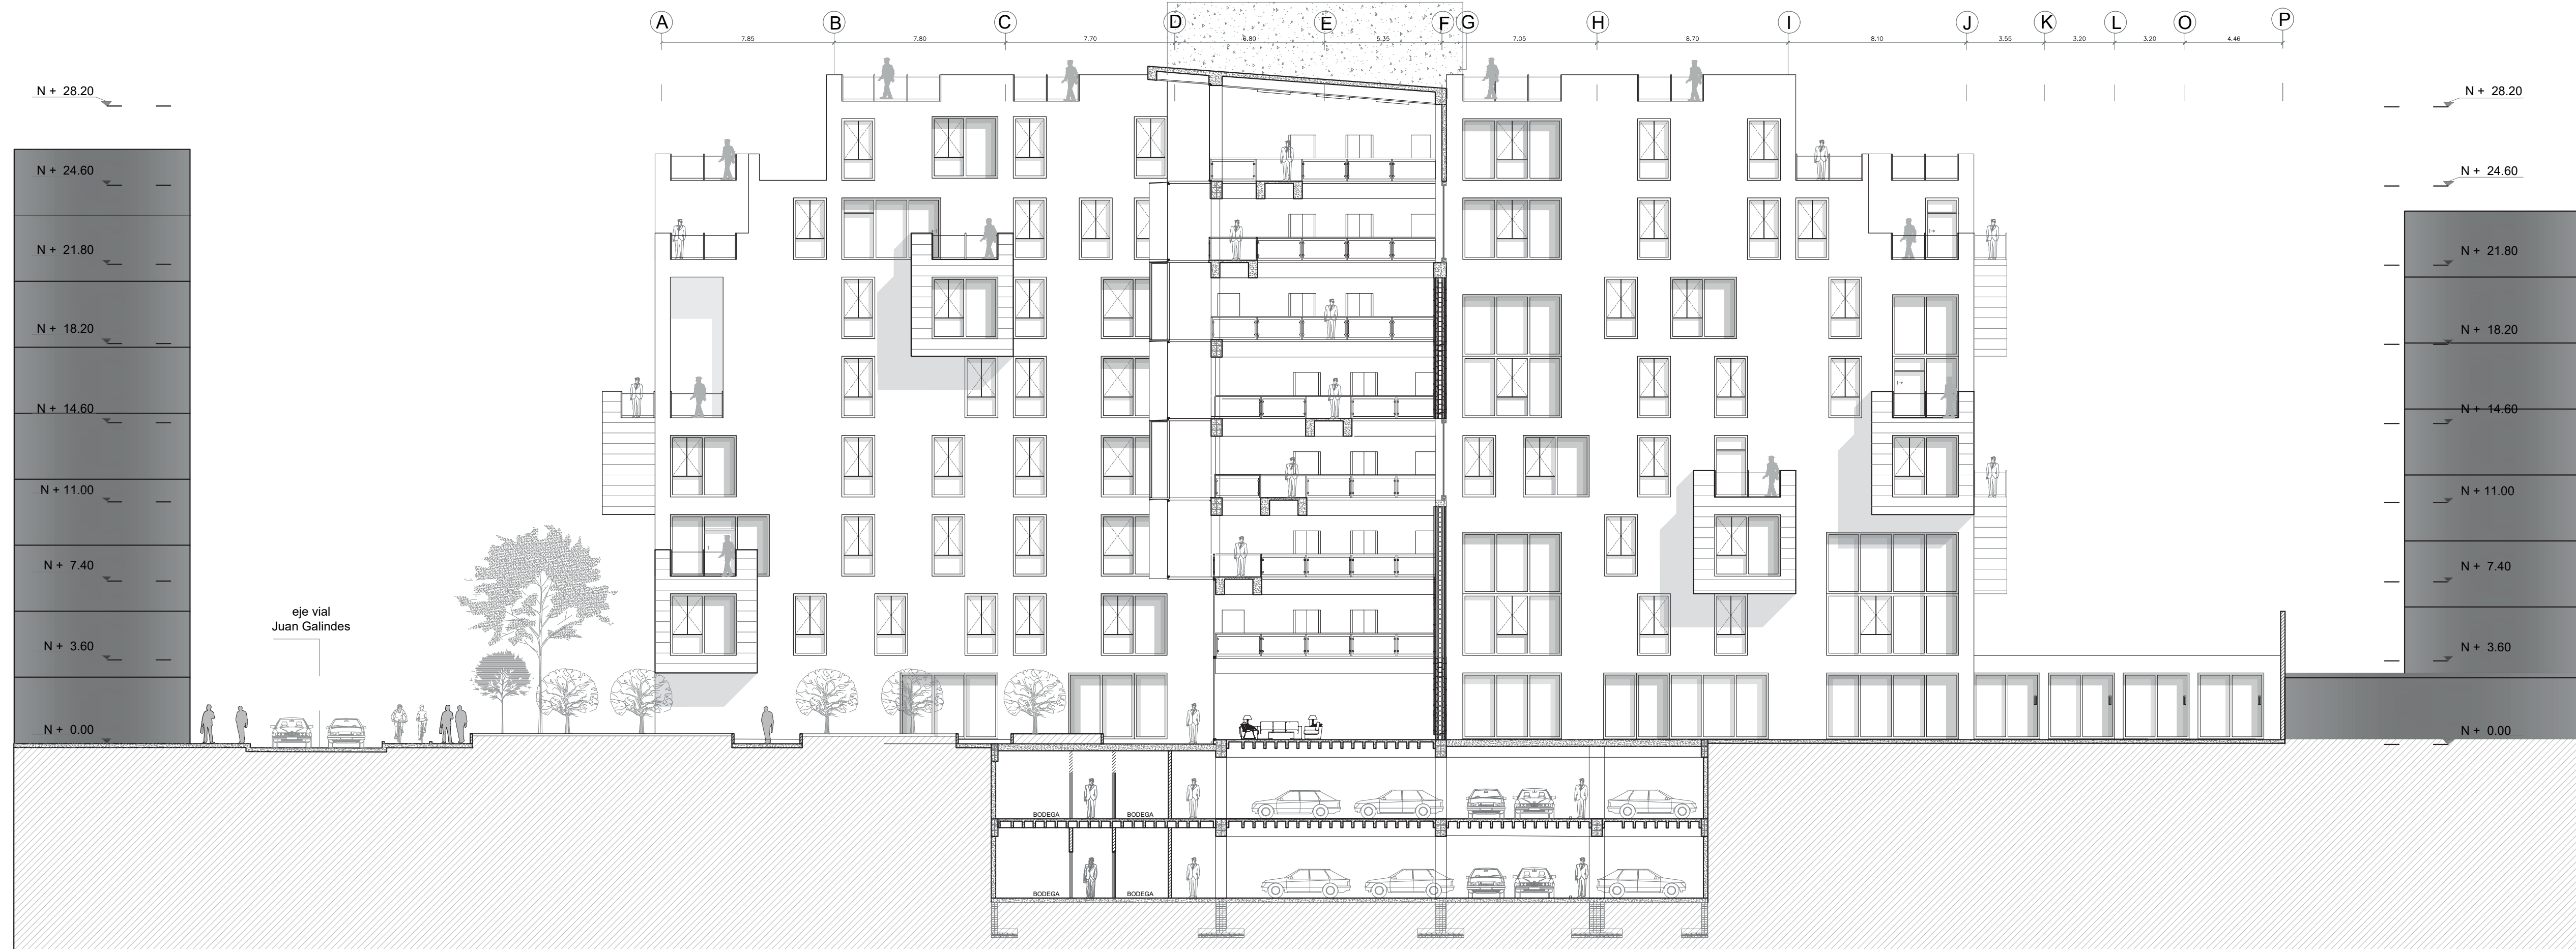 A B C D E F G H I J K L O P
7.85 7.80 7.70 6.80 5.35 7.05 8.70 8.10 3.55 3.20 3.20 4.46
N + 28.20
N + 24.60
N + 21.80
N + 18.20
N + 14.60
N + 11.00
N + 7.40
N + 3.60
N + 0.00
eje vial
Juan Galindes
N + 28.20
N + 24.60
N + 21.80
N + 18.20
N + 14.60
N + 11.00
N + 7.40
N + 3.60
N + 0.00
BODEGA BODEGA
BODEGA BODEGA